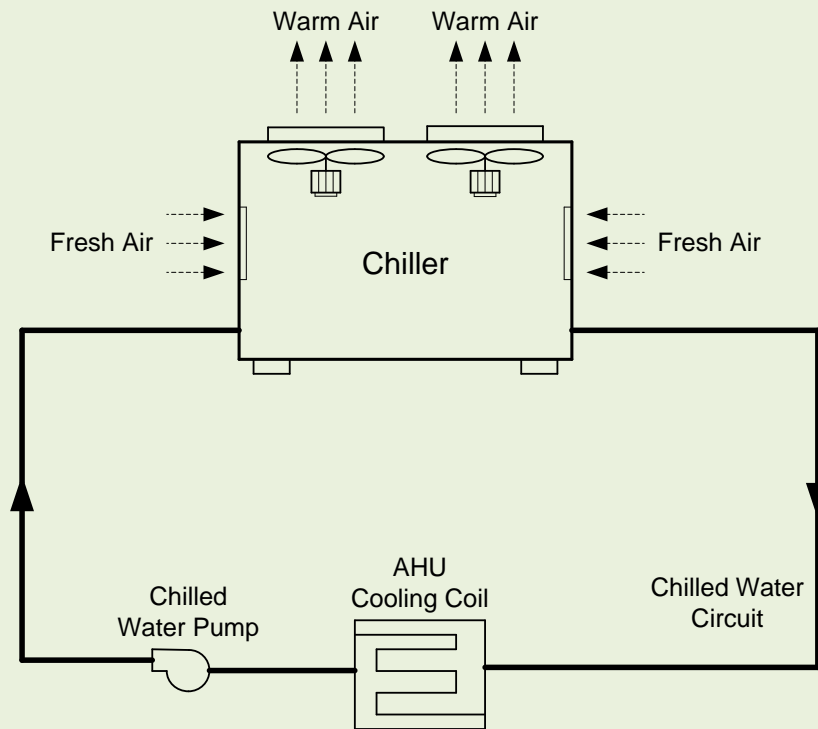 Warm Air
Warm Air
Fresh Air
Chiller
Fresh Air
AHU
Cooling Coil
Chilled
Water Pump
Chilled Water
Circuit